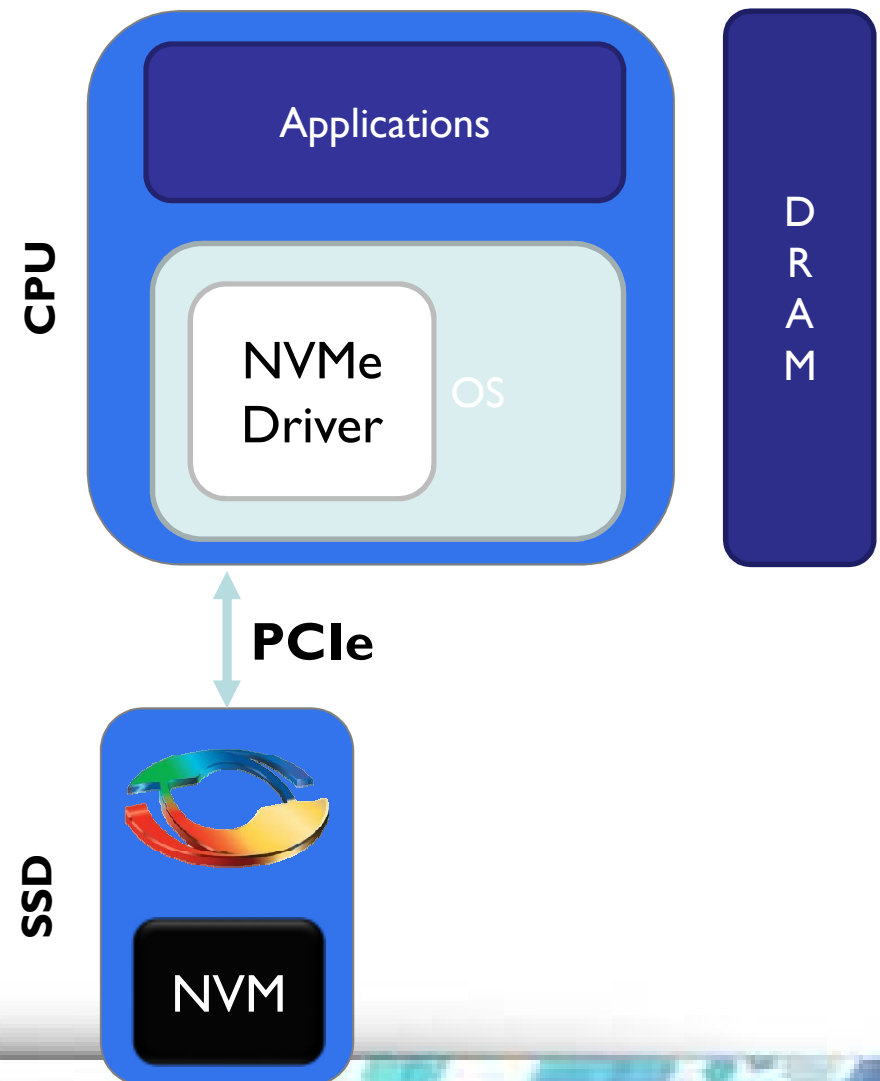 Applications
CPU
NVMe
Driver
OS
D
R
A
M
PCIe
SSD
NVM